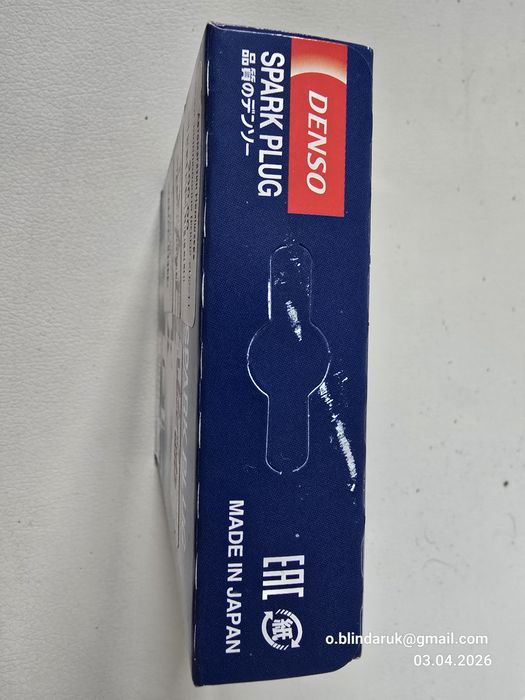 DENSO
SPARK PLUG
品質のデンソー
EAC
紙
MADE IN JAPAN
o.blindaruk@gmail.com
03.04.2026